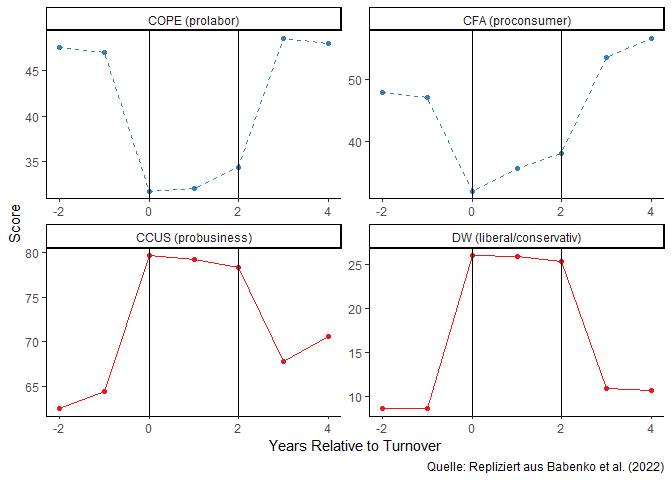 COPE (prolabor)
CFA (proconsumer)
45
40
35
50
40
-2 0 2 4
-2 0 2 4
Score
CCUS (probusiness)
DW (liberal/conservativ)
80
75
70
65
25
20
15
10
-2 0 2 4
-2 0 2 4
Years Relative to Turnover
Quelle: Repliziert aus Babenko et al. (2022)